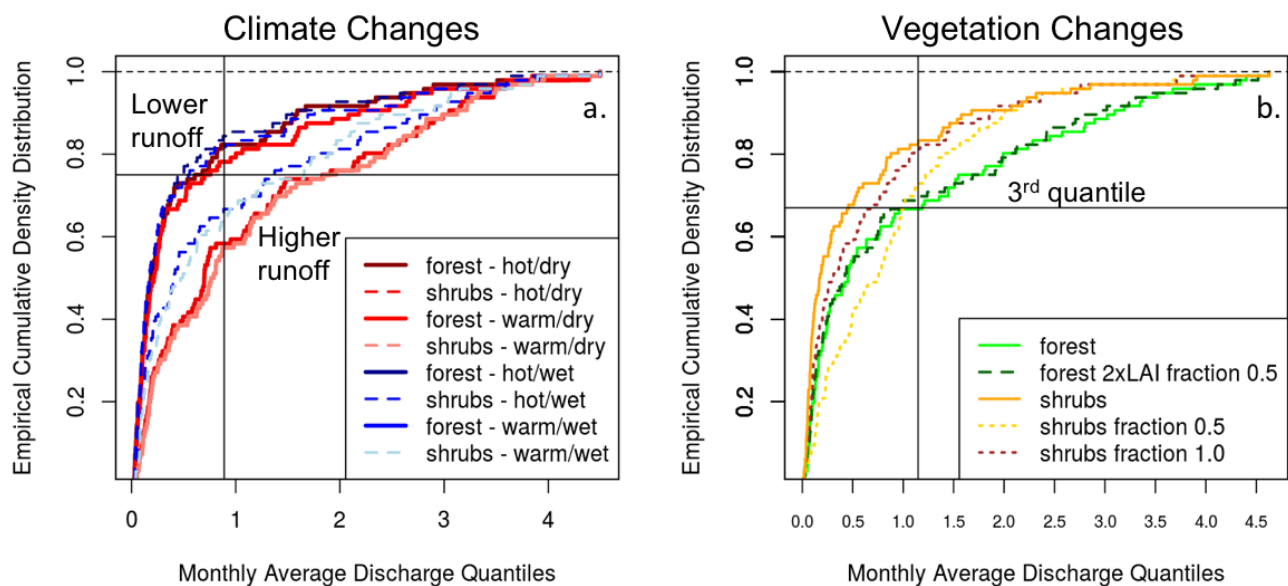 Climate Changes
Empirical Cumulative Density Distribution
1.0
0.8
0.6
0.4
0.2
Lower
runoff
a.
Higher
runoff
forest - hot/dry
shrubs - hot/dry
forest - warm/dry
shrubs - warm/dry
forest - hot/wet
shrubs - hot/wet
forest - warm/wet
shrubs - warm/wet
0 1 2 3 4
Monthly Average Discharge Quantiles
Vegetation Changes
Empirical Cumulative Density Distribution
1.0
0.8
0.6
0.4
0.2
b.
3rd quantile
forest
forest 2xLAI fraction 0.5
shrubs
shrubs fraction 0.5
shrubs fraction 1.0
0.0 0.5 1.0 1.5 2.0 2.5 3.0 3.5 4.0 4.5
Monthly Average Discharge Quantiles